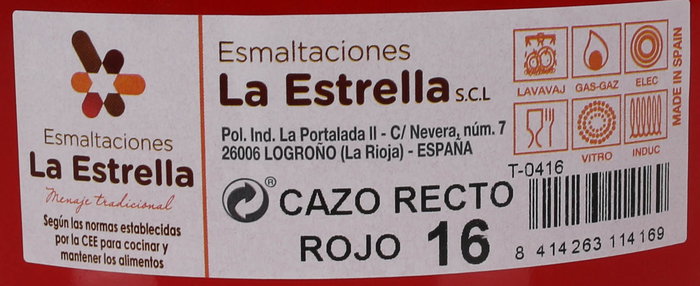 Esmaltaciones
La Estrella
Menaje tradicional
Según las normas establecidas
por la CEE para cocinar y
mantener los alimentos
Esmaltaciones
La Estrella S.C.L
Pol. Ind. La Portalada II - C/ Nevera, núm. 7
26006 LOGROÑO (La Rioja) - ESPAÑA
®
CAZO RECTO
ROJO 16
LAVAVAJ GAS-GAZ ELEC
VITRO INDUC
MADE IN SPAIN
T-0416
8 414263 114169